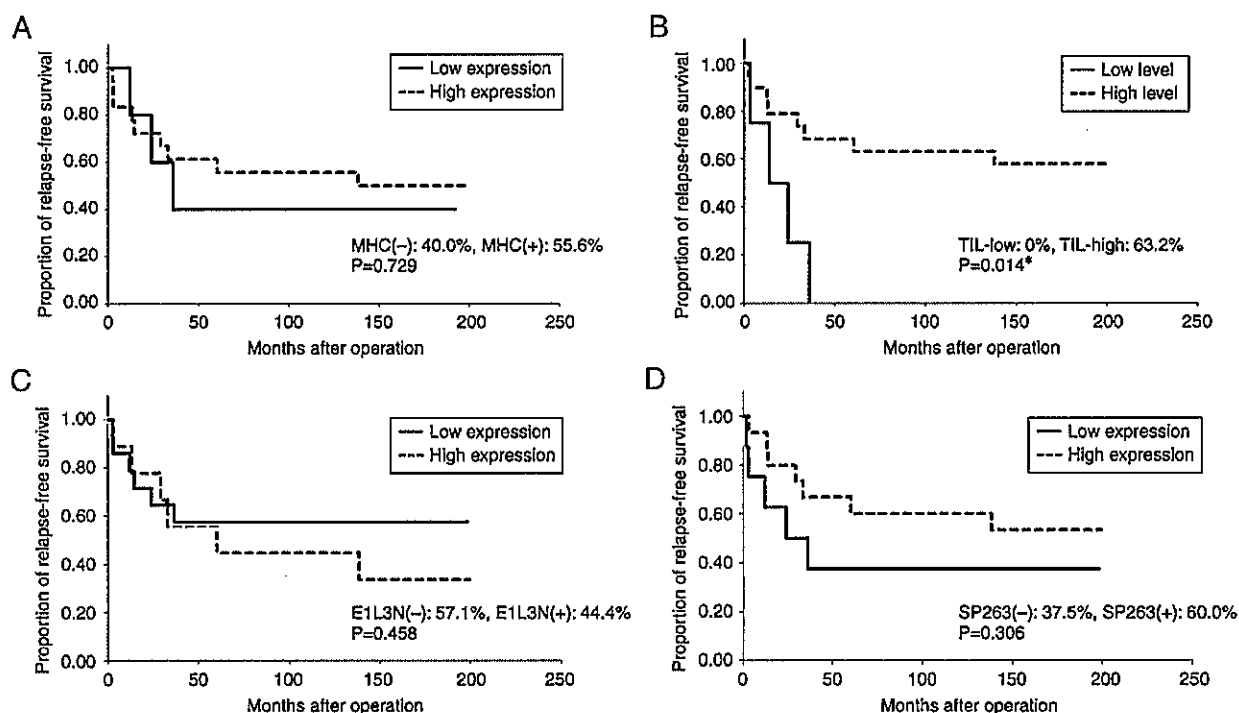 A
Proportion of relapse-free survival
1.00
0.80
0.60
0.40
0.20
0.00
Low expression
High expression
MHC(–): 40.0%, MHC(+): 55.6%
P=0.729
0 50 100 150 200 250
Months after operation
B
Proportion of relapse-free survival
1.00
0.80
0.60
0.40
0.20
0.00
Low level
High level
TIL-low: 0%, TIL-high: 63.2%
P=0.014*
0 50 100 150 200 250
Months after operation
C
Proportion of relapse-free survival
1.00
0.80
0.60
0.40
0.20
0.00
Low expression
High expression
E1L3N(–): 57.1%, E1L3N(+): 44.4%
P=0.458
0 50 100 150 200 250
Months after operation
D
Proportion of relapse-free survival
1.00
0.80
0.60
0.40
0.20
0.00
Low expression
High expression
SP263(–): 37.5%, SP263(+): 60.0%
P=0.306
0 50 100 150 200 250
Months after operation